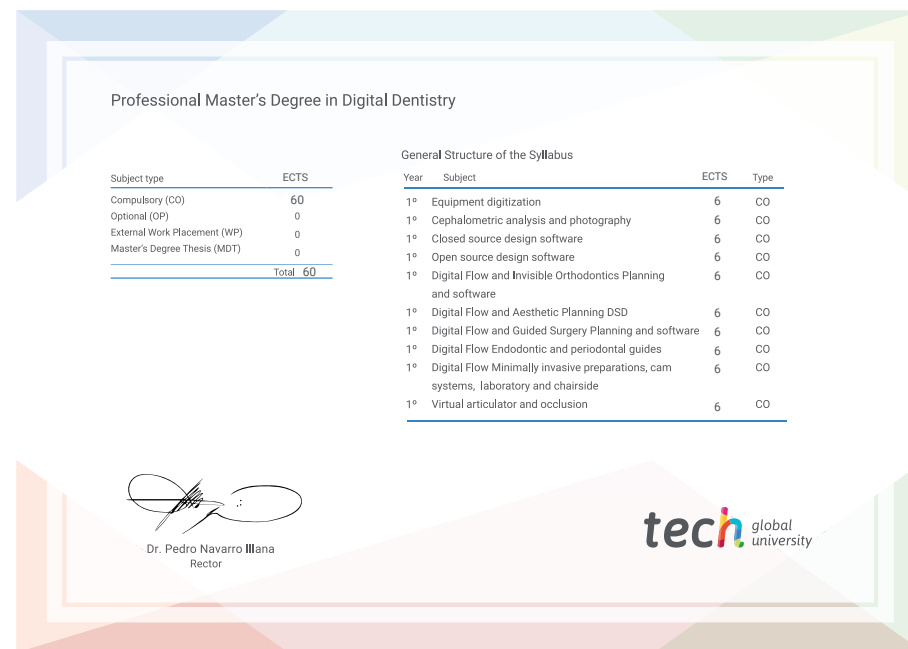 Professional Master's Degree in Digital Dentistry
Subject type ECTS
Compulsory (CO) 60
Optional (OP) 0
External Work Placement (WP) 0
Master's Degree Thesis (MDT) 0
Total 60
General Structure of the Syllabus
Year Subject ECTS Type
1º Equipment digitization 6 CO
1º Cephalometric analysis and photography 6 CO
1º Closed source design software 6 CO
1º Open source design software 6 CO
1º Digital Flow and Invisible Orthodontics Planning 6 CO
and software
1º Digital Flow and Aesthetic Planning DSD 6 CO
1º Digital Flow and Guided Surgery Planning and software 6 CO
1º Digital Flow Endodontic and periodontal guides 6 CO
1º Digital Flow Minimally invasive preparations, cam 6 CO
systems, laboratory and chairside
1º Virtual articulator and occlusion 6 CO
Dr. Pedro Navarro Illana
Rector
tech global
university